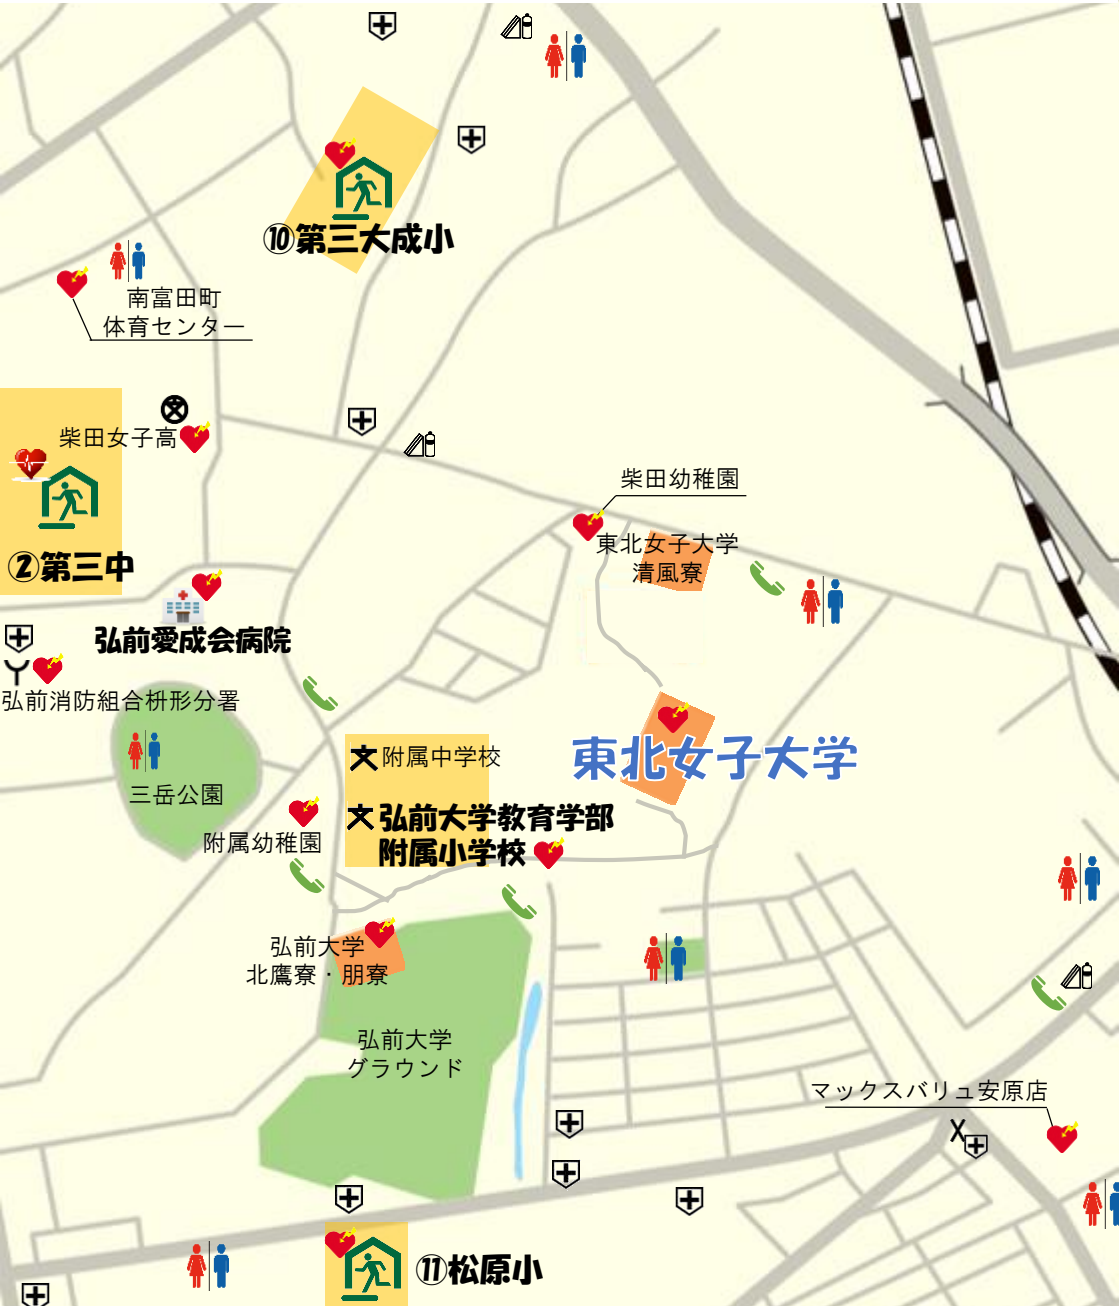 ⑩第三大成小
南富田町
体育センター
柴田女子高
②第三中
柴田幼稚園
東北女子大学
清風寮
弘前愛成会病院
弘前消防組合枡形分署
三岳公園
附属中学校
東北女子大学
弘前大学教育学部
附属小学校
附属幼稚園
弘前大学
北鷹寮・朋寮
弘前大学
グラウンド
マックスバリュ安原店
⑪松原小